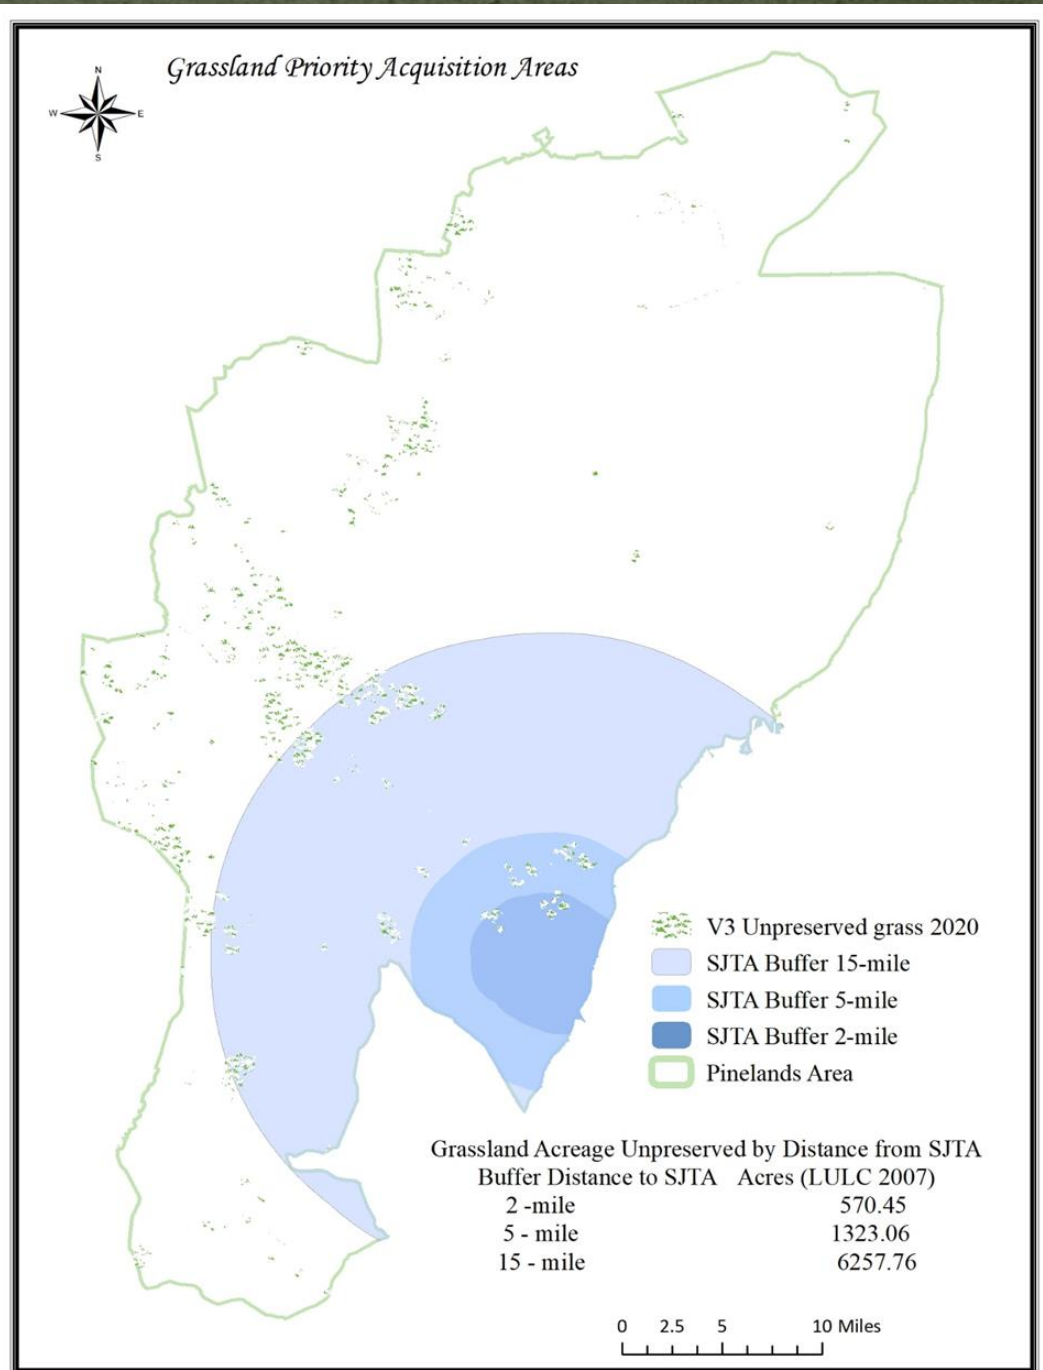 Grassland Priority Acquisition Areas
N
W E
S
V3 Unpreserved grass 2020
SJTA Buffer 15-mile
SJTA Buffer 5-mile
SJTA Buffer 2-mile
Pinelands Area
Grassland Acreage Unpreserved by Distance from SJTA
Buffer Distance to SJTA Acres (LULC 2007)
2 -mile 570.45
5 - mile 1323.06
15 - mile 6257.76
0 2.5 5 10 Miles